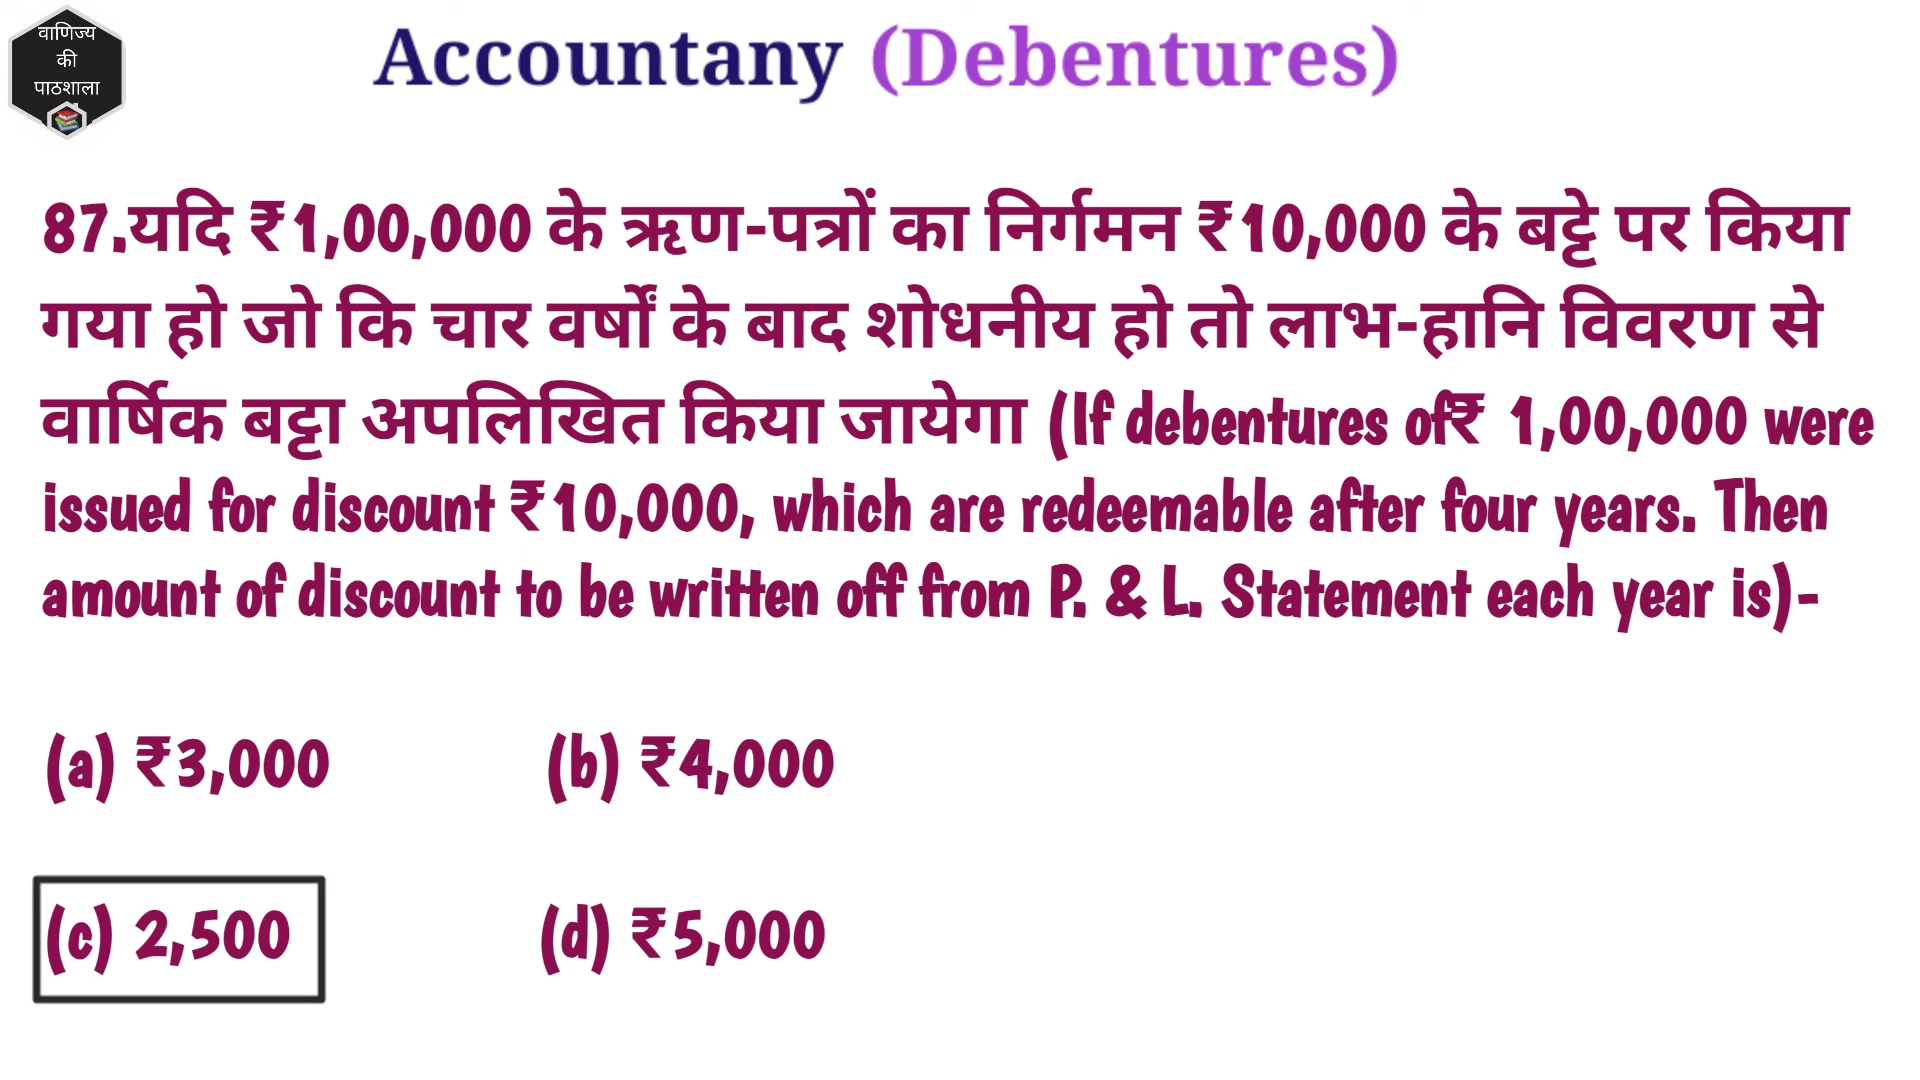 वाणिज्य
की
पाठशाला
Accountany (Debentures)
87.यदि ₹1,00,000 के ऋण-पत्रों का निर्गमन ₹10,000 के बट्टे पर किया
गया हो जो कि चार वर्षों के बाद शोधनीय हो तो लाभ-हानि विवरण से
वार्षिक बट्टा अपलिखित किया जायेगा (If debentures of₹ 1,00,000 were
issued for discount ₹10,000, which are redeemable after four years. Then
amount of discount to be written off from P. & L. Statement each year is)-
(a) ₹3,000 (b) ₹4,000
(c) 2,500 (d) ₹5,000